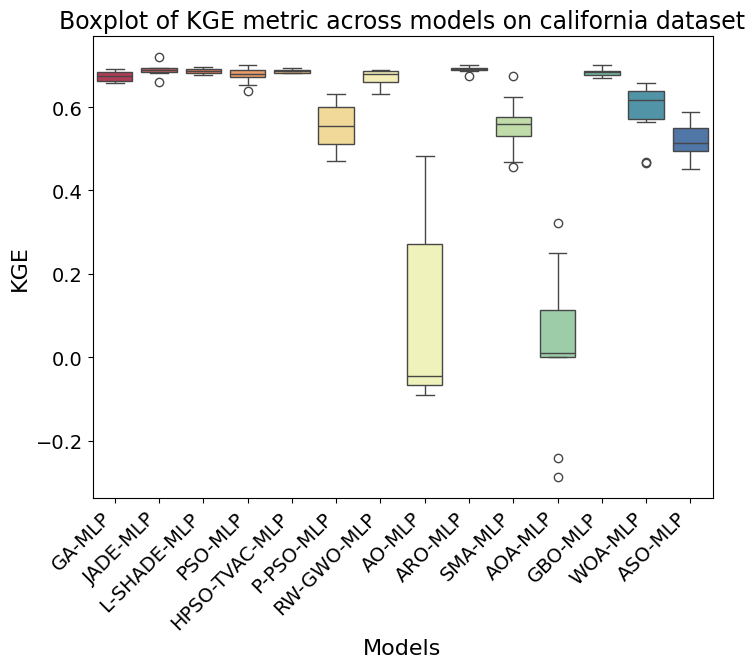 Boxplot of KGE metric across models on california dataset
KGE
0.6
0.4
0.2
0.0
−0.2
GA-MLP
JADE-MLP
L-SHADE-MLP
PSO-MLP
HPSO-TVAC-MLP
P-PSO-MLP
RW-GWO-MLP
AO-MLP
ARO-MLP
SMA-MLP
AOA-MLP
GBO-MLP
WOA-MLP
ASO-MLP
Models